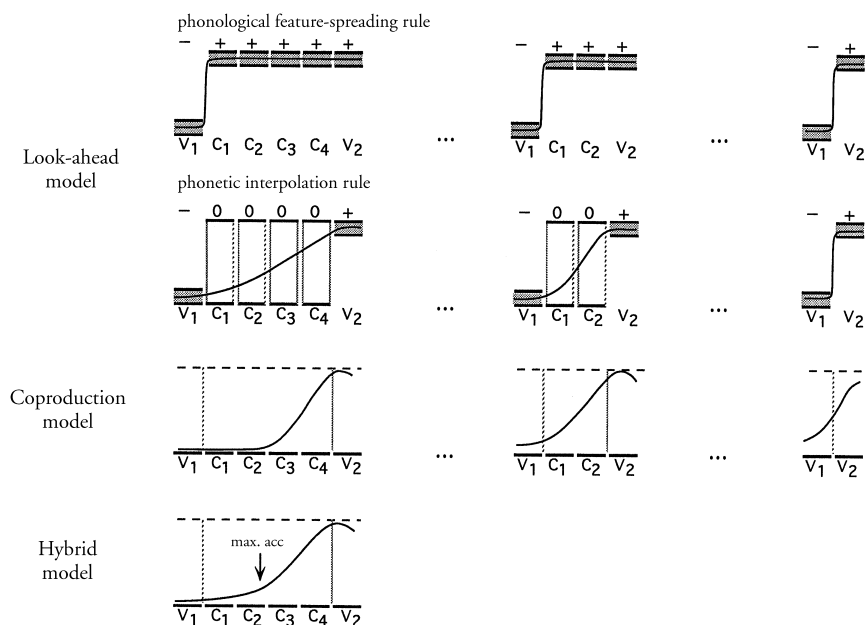 phonological feature-spreading rule
− + + + + +
− + + +
− +
V1 C1 C2 C3 C4 V2
...
V1 C1 C2 V2
...
V1 V2
Look-ahead
model
phonetic interpolation rule
− 0 0 0 0 +
− 0 0 +
− +
V1 C1 C2 C3 C4 V2
...
V1 C1 C2 V2
...
V1 V2
Coproduction
model
V1 C1 C2 C3 C4 V2
...
V1 C1 C2 V2
...
V1 V2
Hybrid
model
max. acc
V1 C1 C2 C3 C4 V2